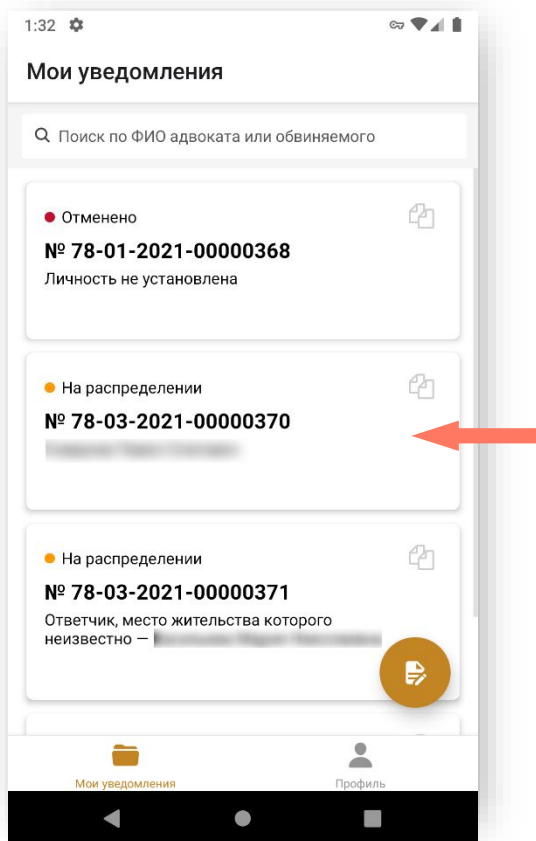 1:32
Мои уведомления
Поиск по ФИО адвоката или обвиняемого
Отменено
№ 78-01-2021-00000368
Личность не установлена
На распределении
№ 78-03-2021-00000370
На распределении
№ 78-03-2021-00000371
Ответчик, место жительства которого
неизвестно —
Мои уведомления
Профиль